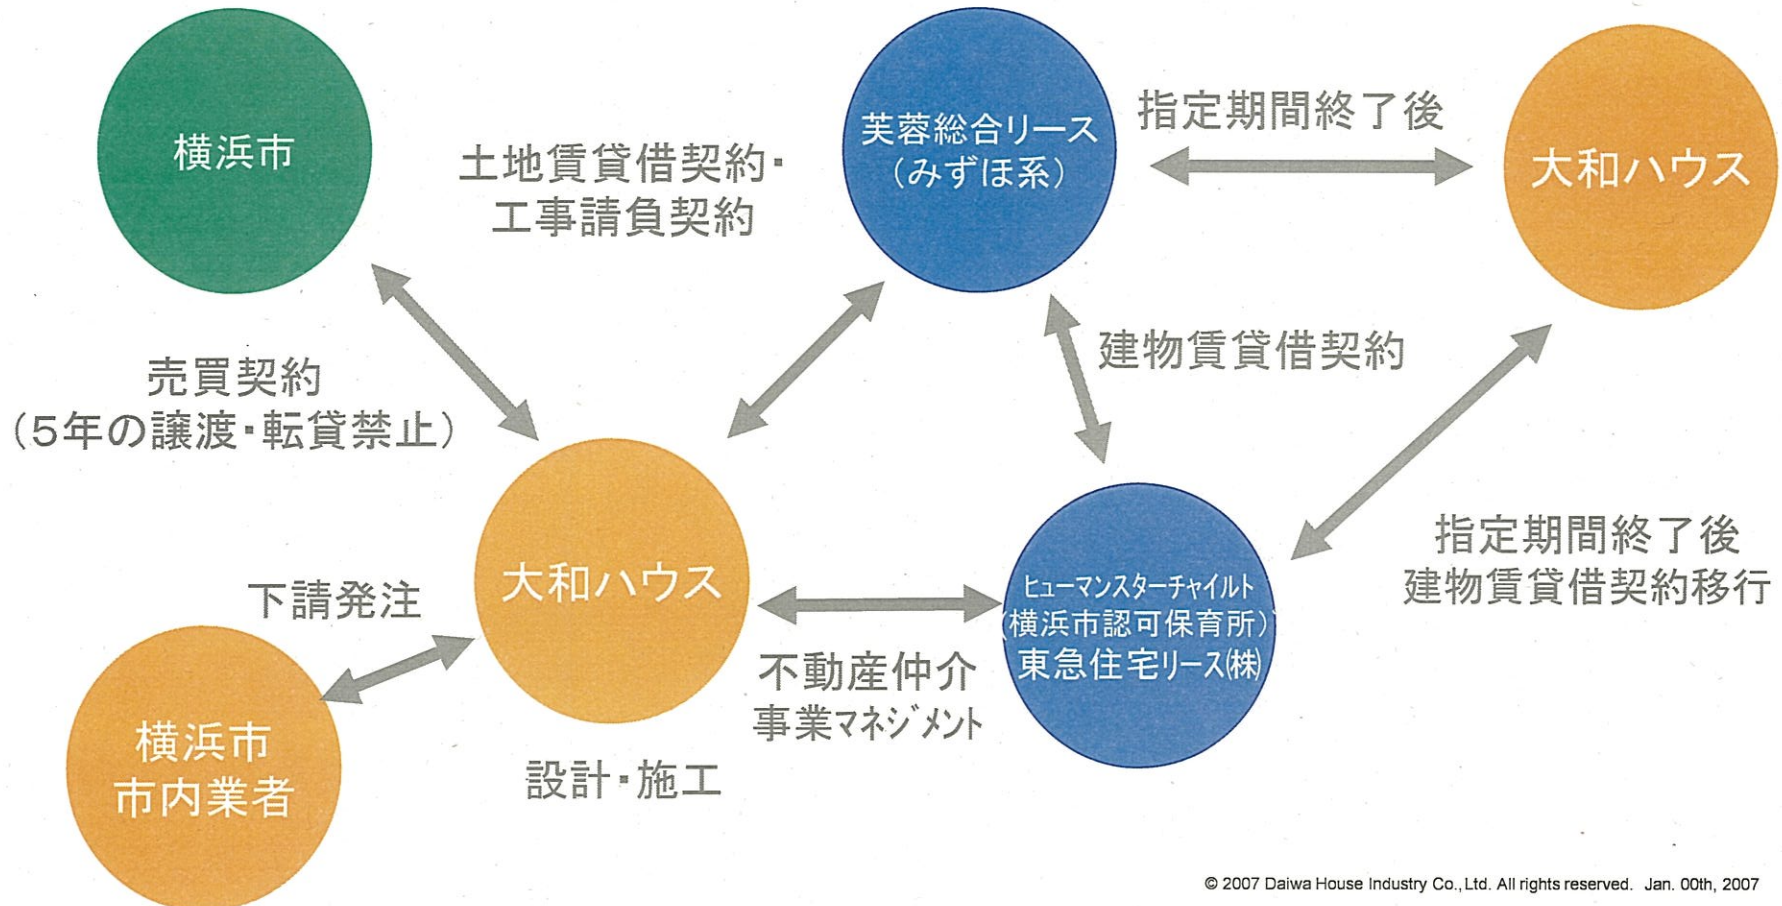 横浜市
土地賃貸借契約・
工事請負契約
芙蓉総合リース
(みずほ系)
指定期間終了後
大和ハウス
売買契約
(5年の譲渡・転貸禁止)
建物賃貸借契約
大和ハウス
下請発注
横浜市
市内業者
設計・施工
不動産仲介
事業マネジメント
ヒューマンスターチャイルト
(横浜市認可保育所)
東急住宅リース㈱
指定期間終了後
建物賃貸借契約移行
© 2007 Daiwa House Industry Co., Ltd. All rights reserved. Jan. 00th, 2007